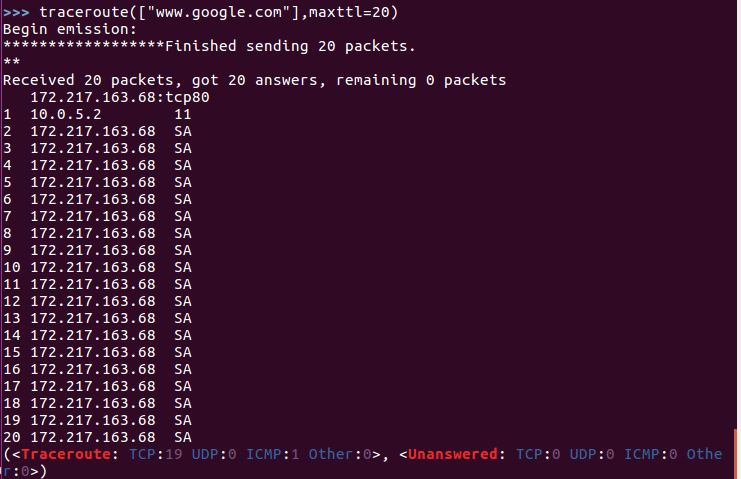 >>> traceroute(["www.google.com"],maxttl=20)
Begin emission:
******************Finished sending 20 packets.
**
Received 20 packets, got 20 answers, remaining 0 packets
   172.217.163.68:tcp80
1  10.0.5.2        11
2  172.217.163.68  SA
3  172.217.163.68  SA
4  172.217.163.68  SA
5  172.217.163.68  SA
6  172.217.163.68  SA
7  172.217.163.68  SA
8  172.217.163.68  SA
9  172.217.163.68  SA
10 172.217.163.68  SA
11 172.217.163.68  SA
12 172.217.163.68  SA
13 172.217.163.68  SA
14 172.217.163.68  SA
15 172.217.163.68  SA
16 172.217.163.68  SA
17 172.217.163.68  SA
18 172.217.163.68  SA
19 172.217.163.68  SA
20 172.217.163.68  SA
(<Traceroute: TCP:19 UDP:0 ICMP:1 Other:0>, <Unanswered: TCP:0 UDP:0 ICMP:0 Othe
r:0>)